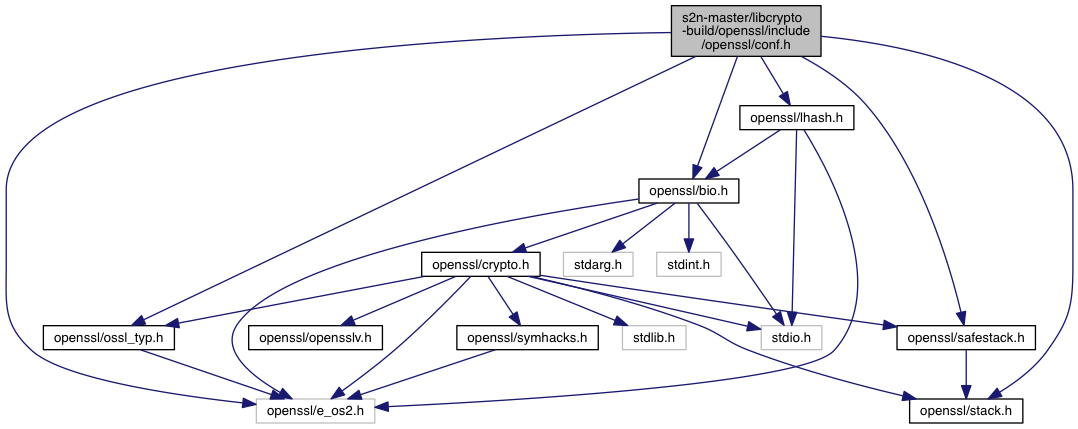 s2n-master/libcrypto
-build/openssl/include
/openssl/conf.h
openssl/lhash.h
openssl/bio.h
openssl/crypto.h
stdarg.h
stdint.h
openssl/ossl_typ.h
openssl/opensslv.h
openssl/symhacks.h
stdlib.h
stdio.h
openssl/safestack.h
openssl/e_os2.h
openssl/stack.h